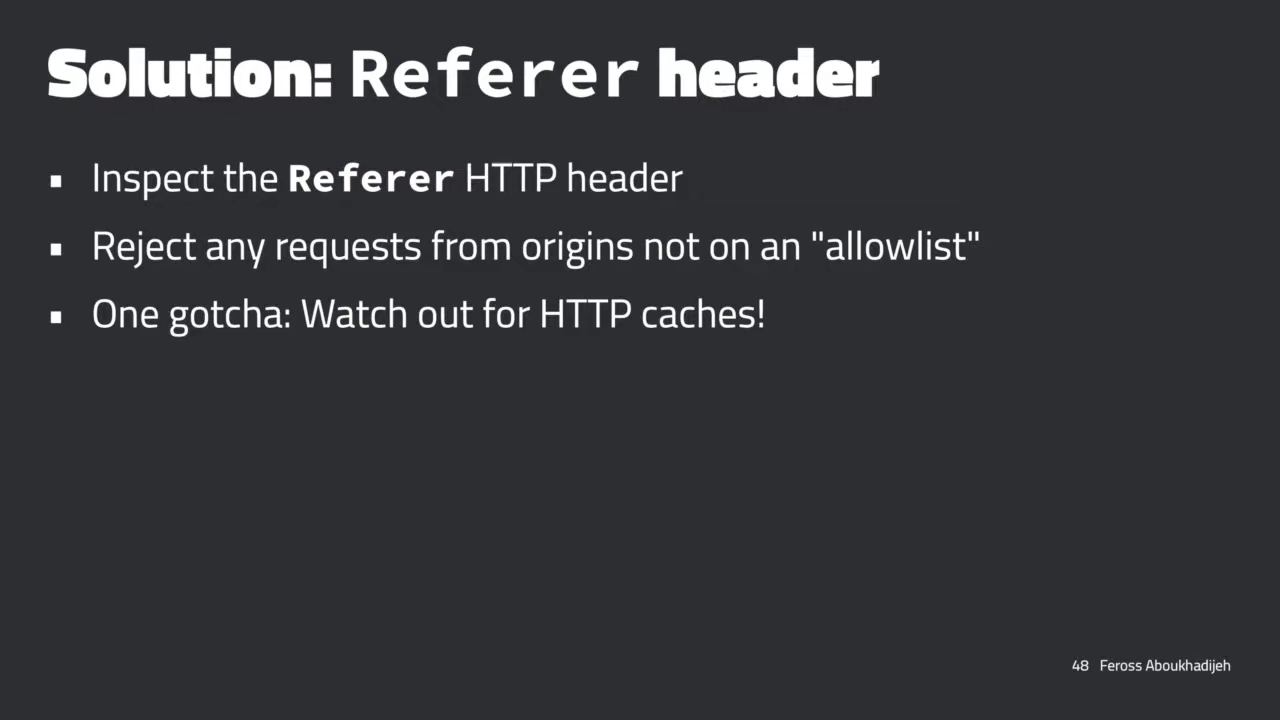 Solution: Referer header
▪ Inspect the Referer HTTP header
▪ Reject any requests from origins not on an "allowlist"
▪ One gotcha: Watch out for HTTP caches!
48 Feross Aboukhadijeh